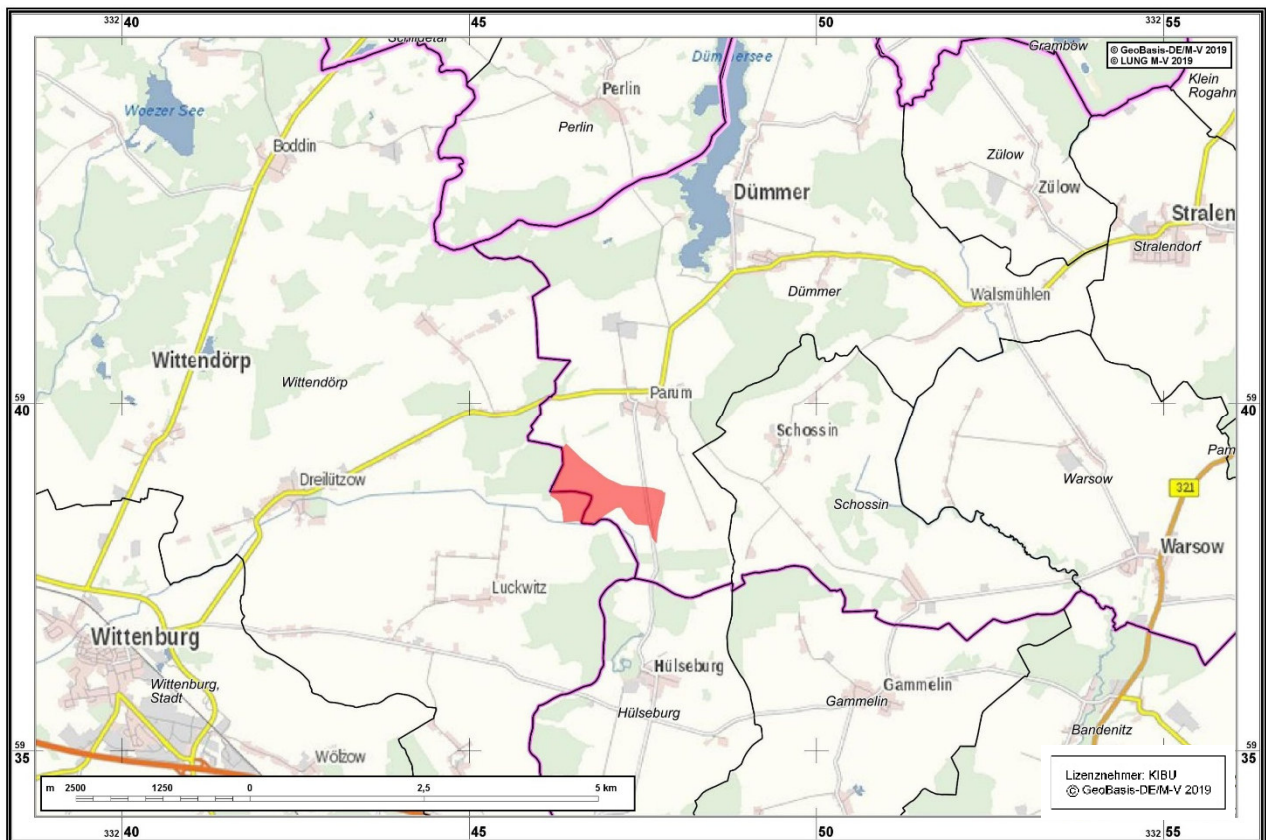 332 40
45
50
332 55
Schildetal
Dümmersee
Grambow
© GeoBasis-DE/M-V 2019
© LUNG M-V 2019
Klein
Rogahn
Woezer See
Perlin
Perlin
Boddin
Zülow
Zülow
Dümmer
Stralen
Stralendorf
Dümmer
Walsmühlen
Wittendörp
Wittendörp
59
40
Parum
59
40
Schossin
Pam
Warsow
Dreilützow
321
Schossin
Warsow
Luckwitz
Wittenburg
Wittenburg,
Stadt
Hülseburg
Gammelin
Gammelin
Hülseburg
Bandenitz
59
35
Wölzow
59
35
m 2500 1250 0 2,5 5 km
Lizenznehmer: KIBU
© GeoBasis-DE/M-V 2019
332 40
45
50
332 55